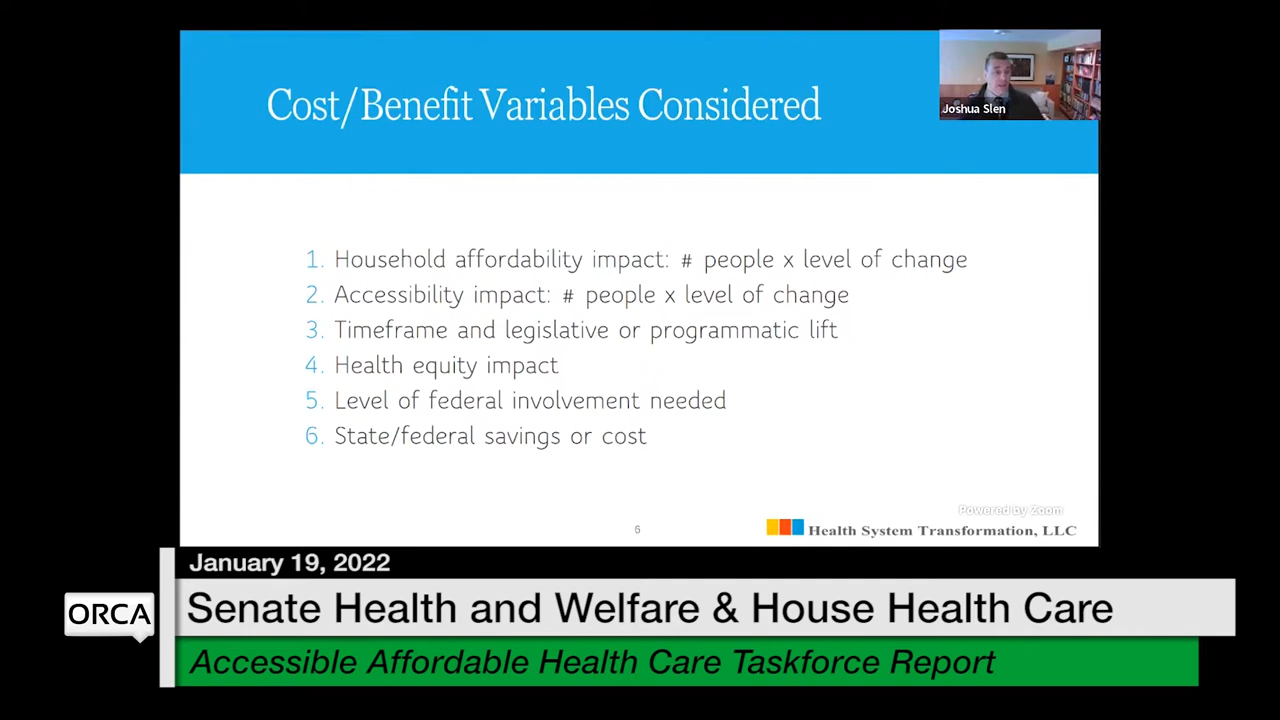 Cost/Benefit Variables Considered
Joshua Slen
1. Household affordability impact: # people x level of change
2. Accessibility impact: # people x level of change
3. Timeframe and legislative or programmatic lift
4. Health equity impact
5. Level of federal involvement needed
6. State/federal savings or cost
Powered by Zoom
6
Health System Transformation, LLC
January 19, 2022
ORCA
Senate Health and Welfare & House Health Care
Accessible Affordable Health Care Taskforce Report